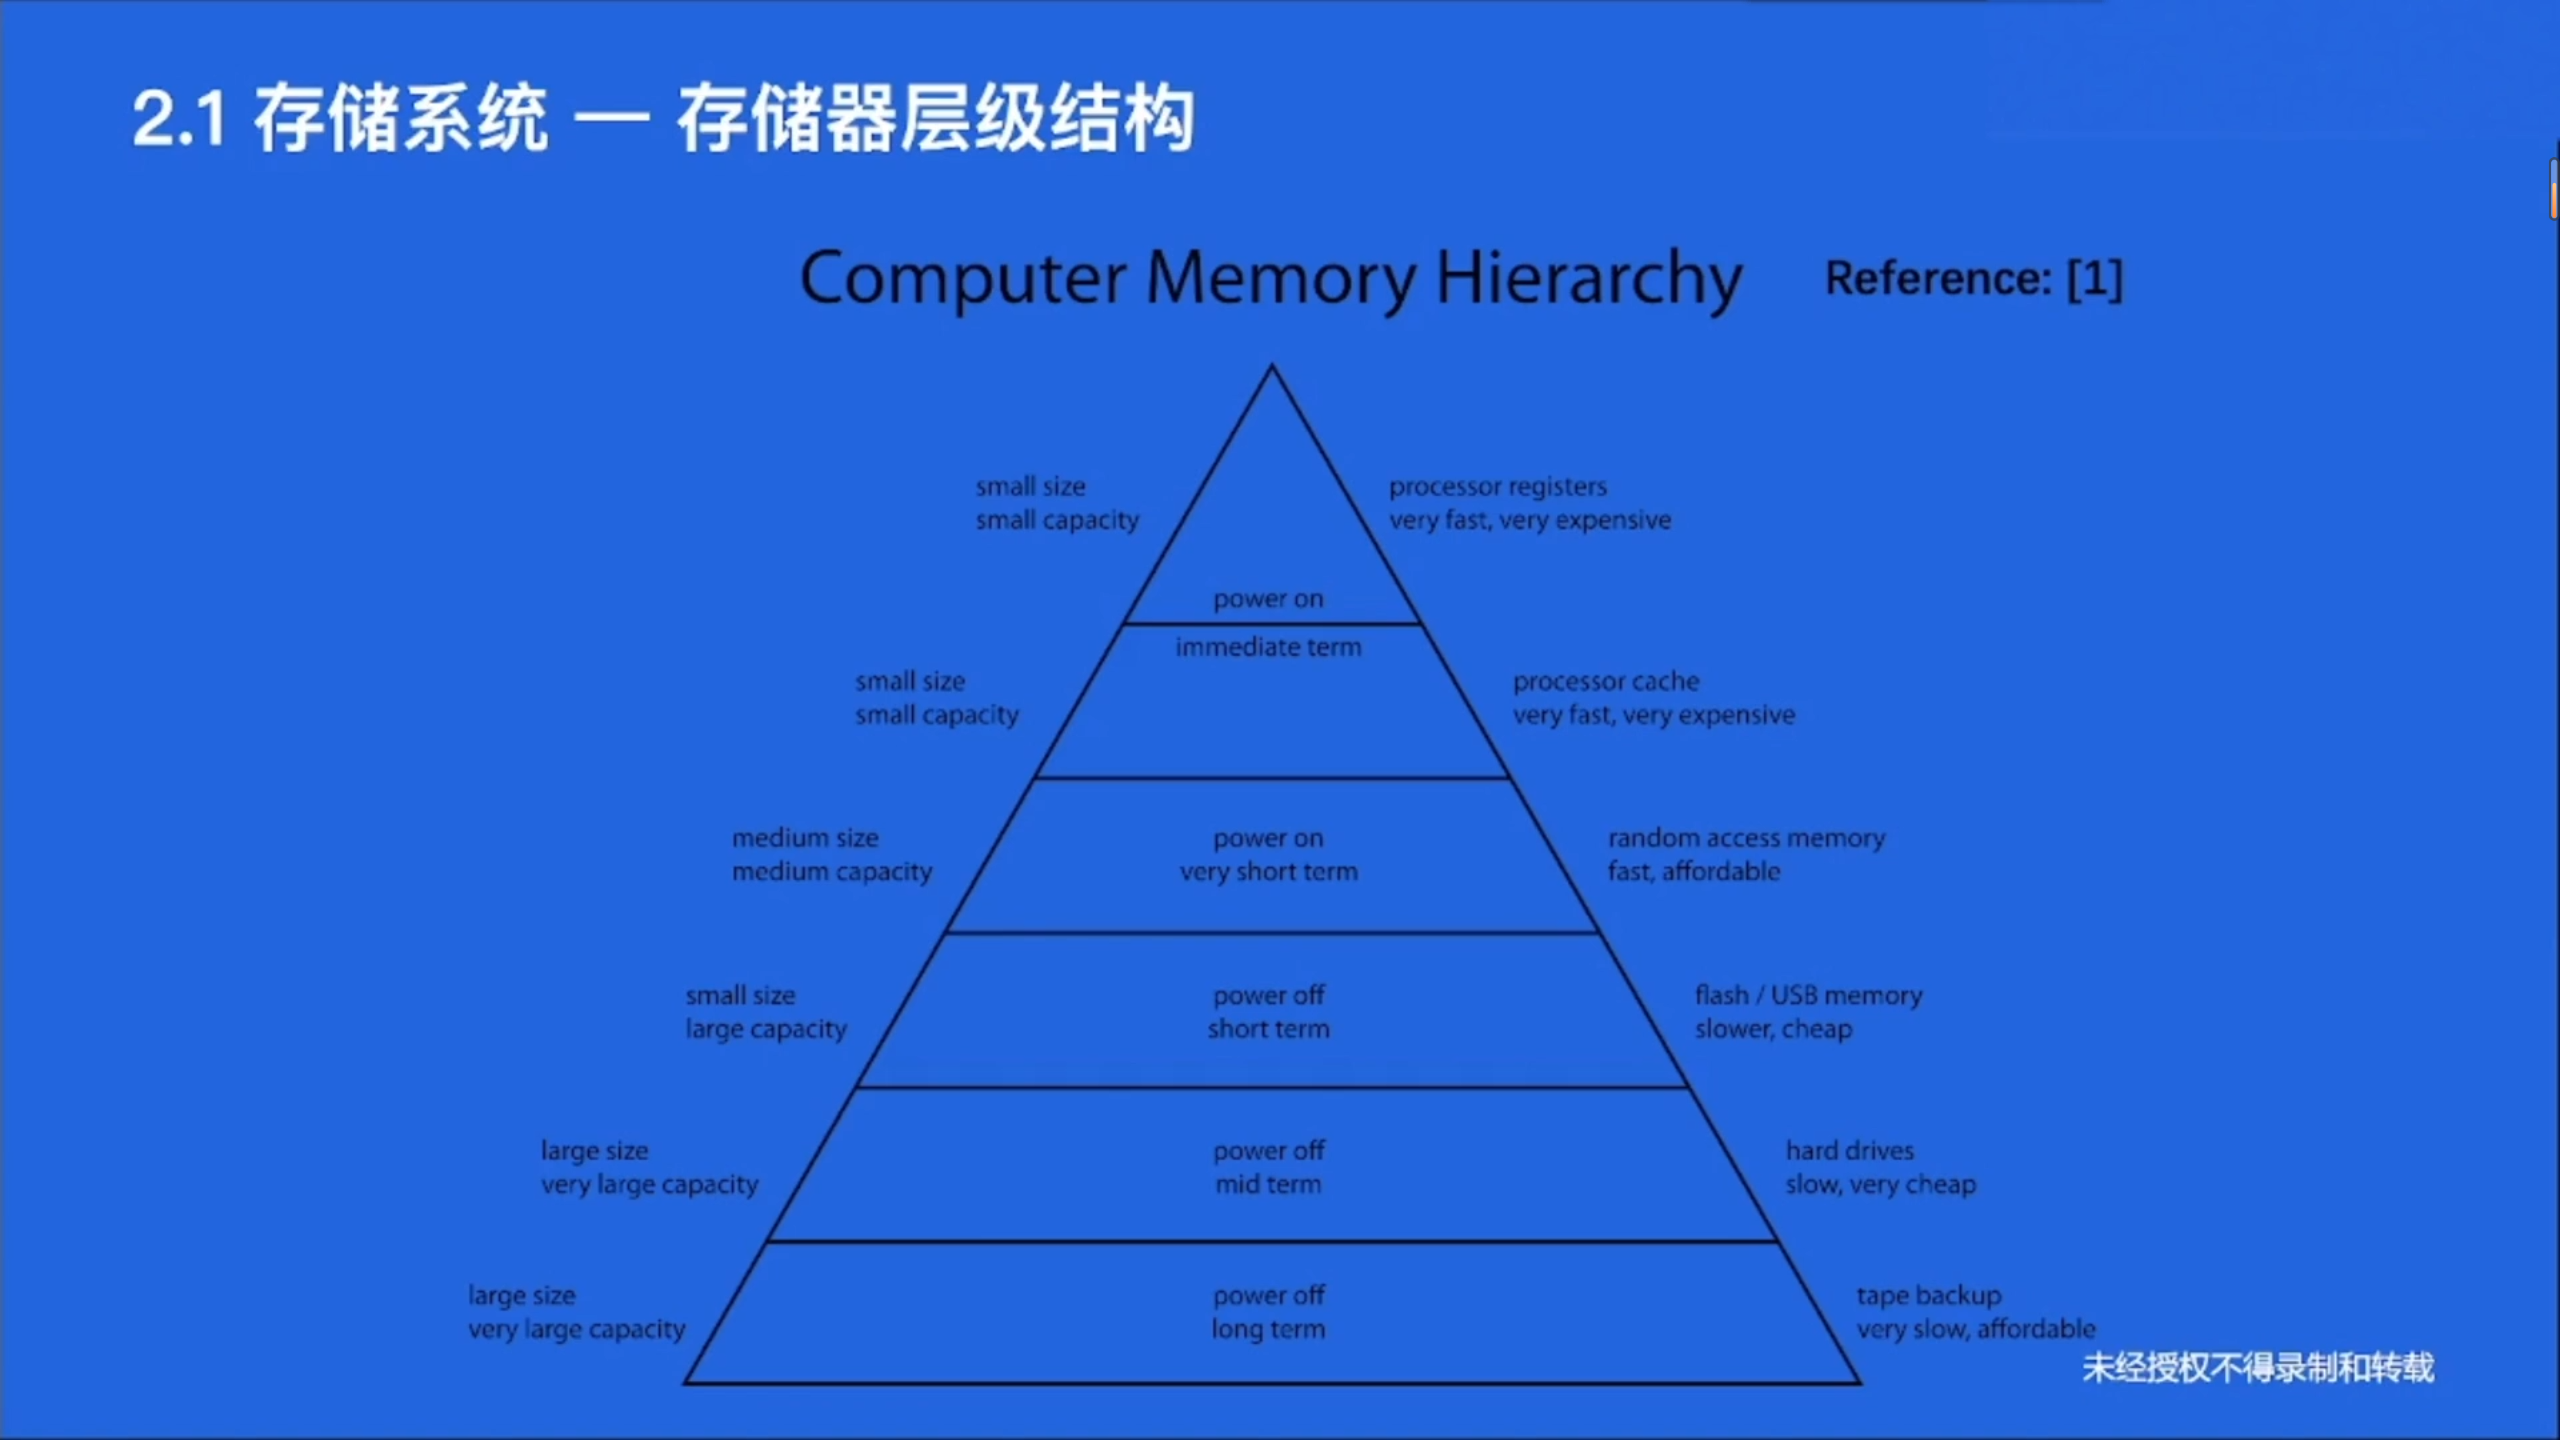 2.1 存储系统 — 存储器层级结构
Computer Memory Hierarchy
Reference: [1]
small size
small capacity
processor registers
very fast, very expensive
power on
immediate term
small size
small capacity
processor cache
very fast, very expensive
medium size
medium capacity
power on
very short term
random access memory
fast, affordable
small size
large capacity
power off
short term
flash / USB memory
slower, cheap
large size
very large capacity
power off
mid term
hard drives
slow, very cheap
large size
very large capacity
power off
long term
tape backup
very slow, affordable
未经授权不得录制和转载